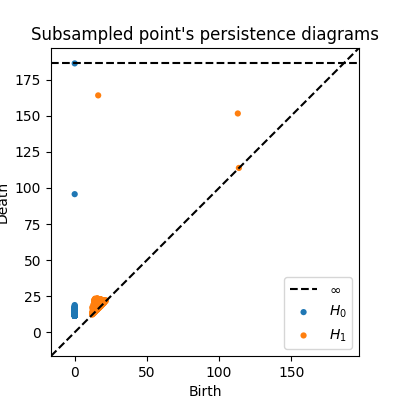 Subsampled point's persistence diagrams
Death
175
150
125
100
75
50
25
0
0 50 100 150
Birth
∞
H₀
H₁